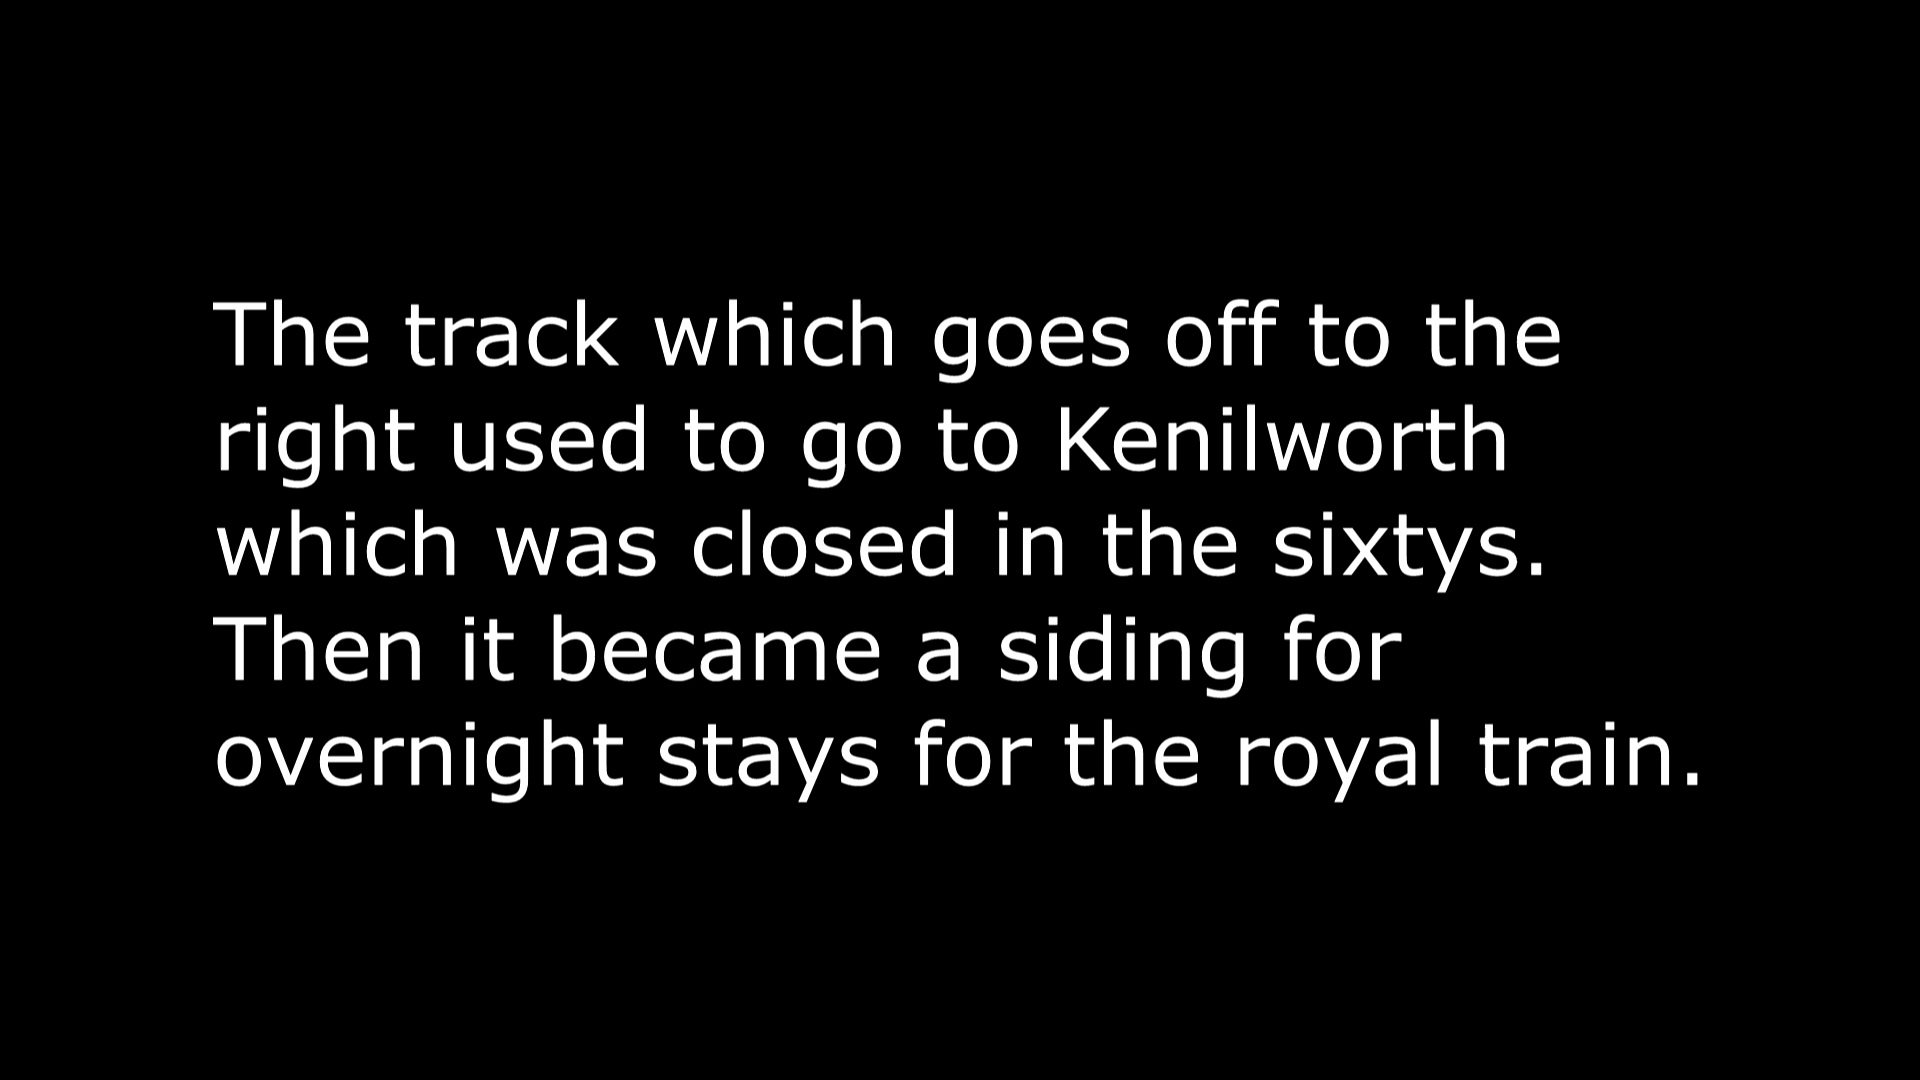 The track which goes off to the
right used to go to Kenilworth
which was closed in the sixtys.
Then it became a siding for
overnight stays for the royal train.